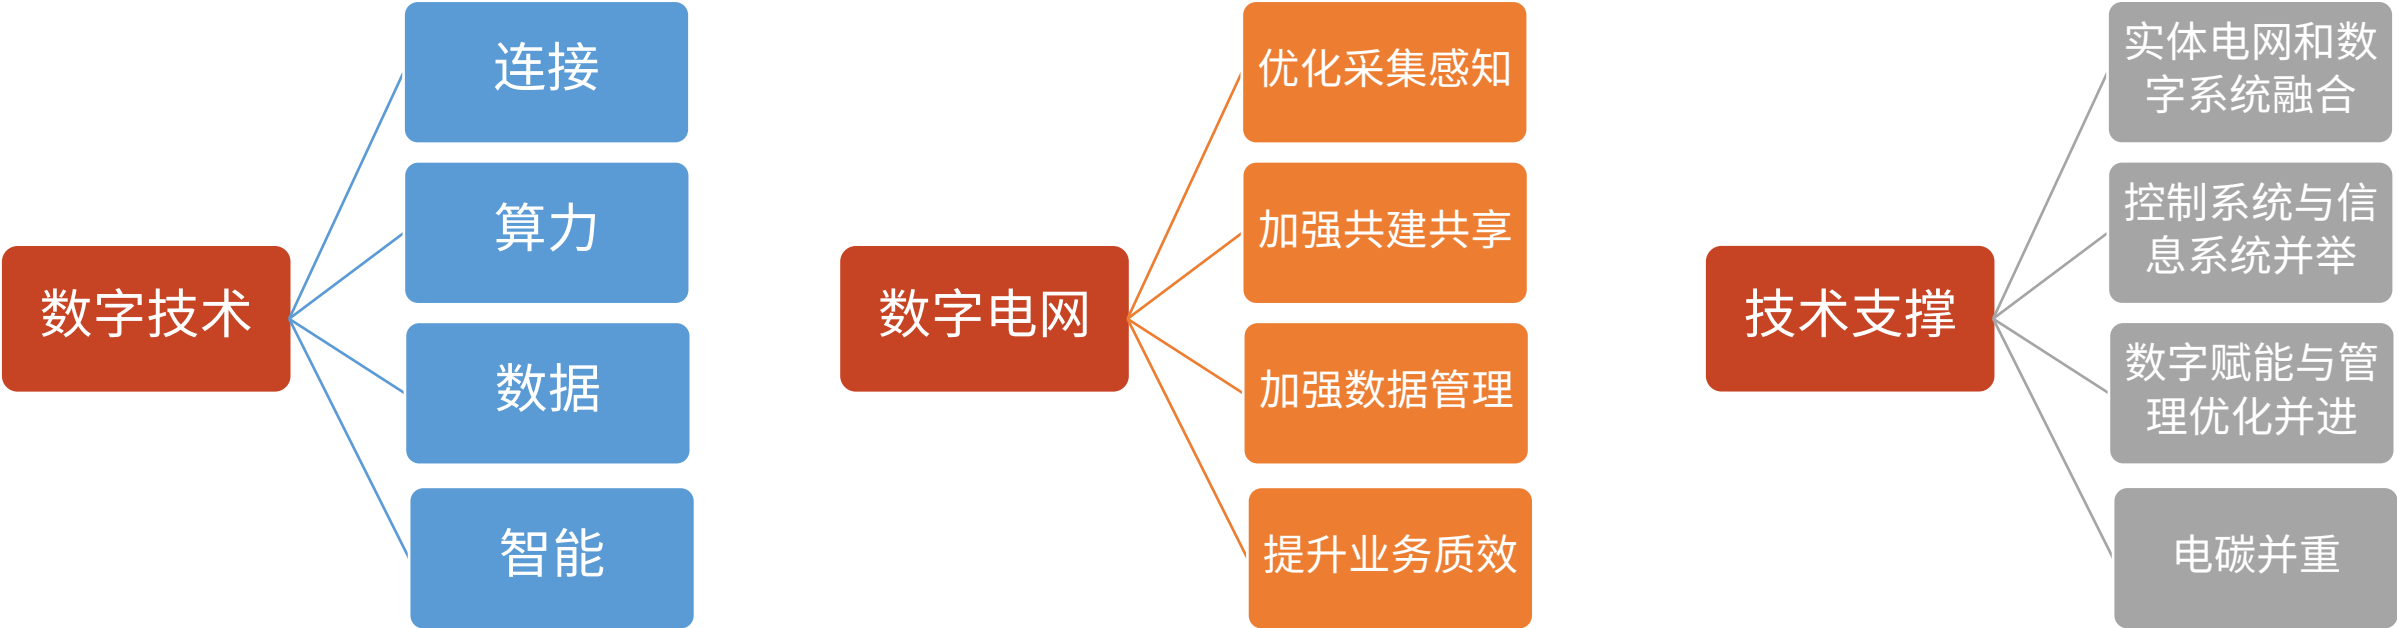 数字技术
连接
算力
数据
智能
数字电网
优化采集感知
加强共建共享
加强数据管理
提升业务质效
技术支撑
实体电网和数
字系统融合
控制系统与信
息系统并举
数字赋能与管
理优化并进
电碳并重